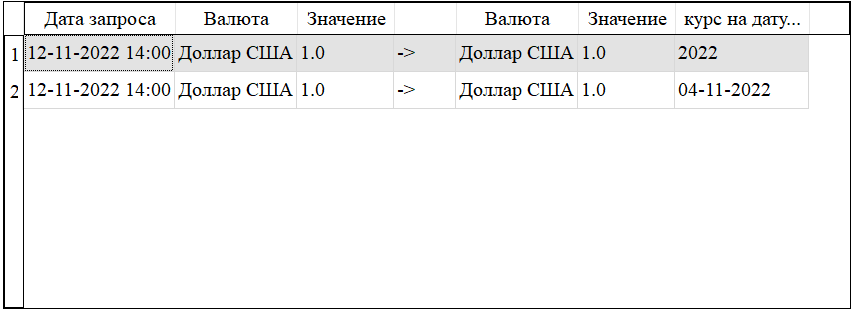 Дата запроса Валюта Значение Валюта Значение курс на дату...
1 12-11-2022 14:00 Доллар США 1.0 -> Доллар США 1.0 2022
2 12-11-2022 14:00 Доллар США 1.0 -> Доллар США 1.0 04-11-2022